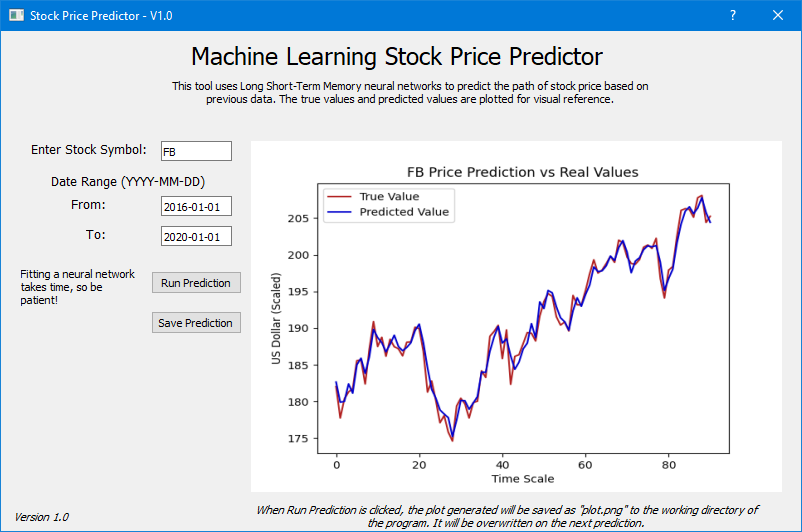 Stock Price Predictor - V1.0
Machine Learning Stock Price Predictor
This tool uses Long Short-Term Memory neural networks to predict the path of stock price based on
previous data. The true values and predicted values are plotted for visual reference.
Enter Stock Symbol: FB
Date Range (YYYY-MM-DD)
From: 2016-01-01
To: 2020-01-01
Fitting a neural network
takes time, so be
patient!
Run Prediction
Save Prediction
FB Price Prediction vs Real Values
True Value
Predicted Value
205
200
195
190
185
180
175
US Dollar (Scaled)
0 20 40 60 80
Time Scale
Version 1.0
When Run Prediction is clicked, the plot generated will be saved as "plot.png" to the working directory of
the program. It will be overwritten on the next prediction.